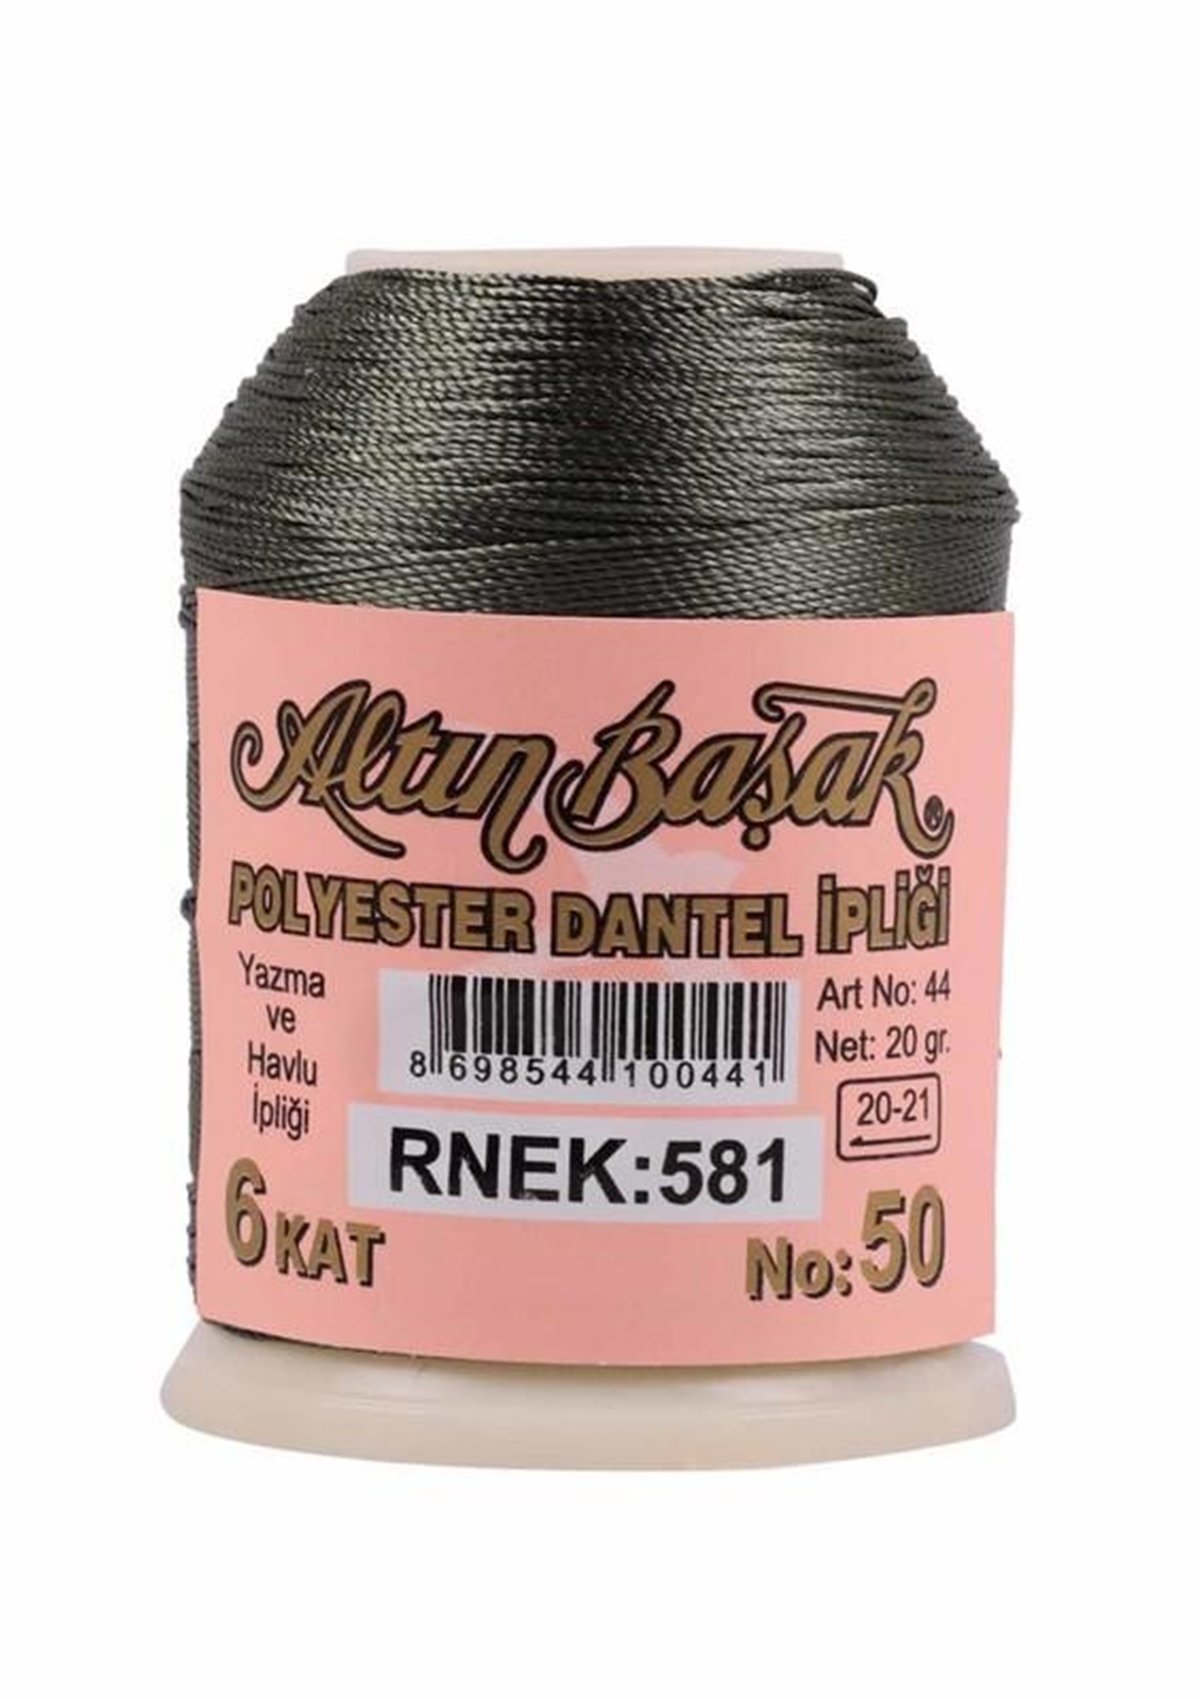 Altın Başak ®
POLYESTER DANTEL İPLİĞİ
Yazma
ve
Havlu
İpliği
8 698544 100441
Art No: 44
Net: 20 gr.
20-21
RNEK:581
6 KAT
No: 50